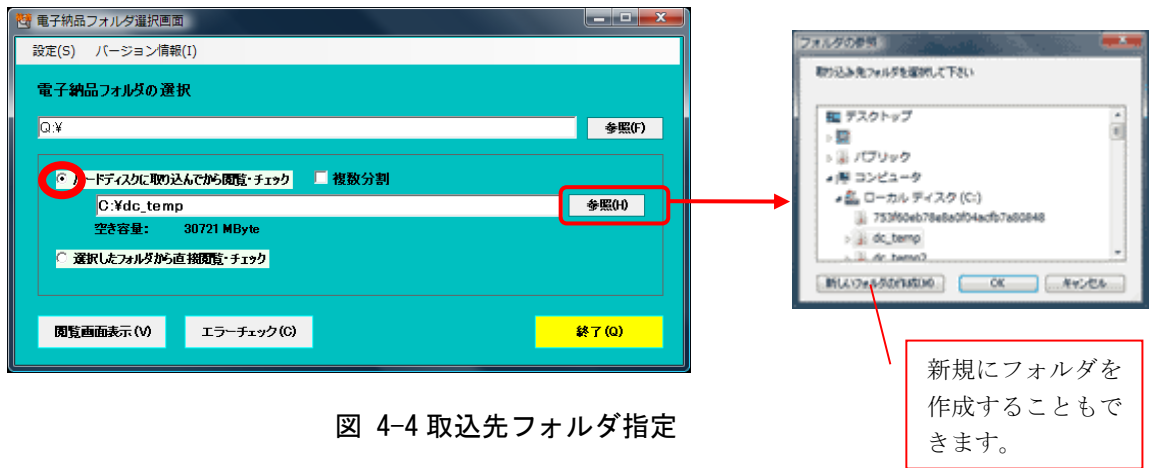 電子納品フォルダ選択画面
設定(S) バージョン情報(I)
電子納品フォルダの選択
Q:¥
参照(F)
ードディスクに取り込んでから閲覧・チェック
複数分割
C:¥dc_temp
参照(H)
空き容量: 30721 MByte
選択したフォルダから直接閲覧・チェック
閲覧画面表示(V)
エラーチェック(C)
終了(Q)
フォルダの参照
取り込み先フォルダを選択して下さい
デスクトップ
パブリック
コンピュータ
ローカル ディスク (C:)
753f60eb78e8a0f04acfb7a80848
dc_temp
dc_temp2
新しいフォルダの作成(M)
OK
キャンセル
新規にフォルダを
作成することもで
きます。
図 4-4 取込先フォルダ指定